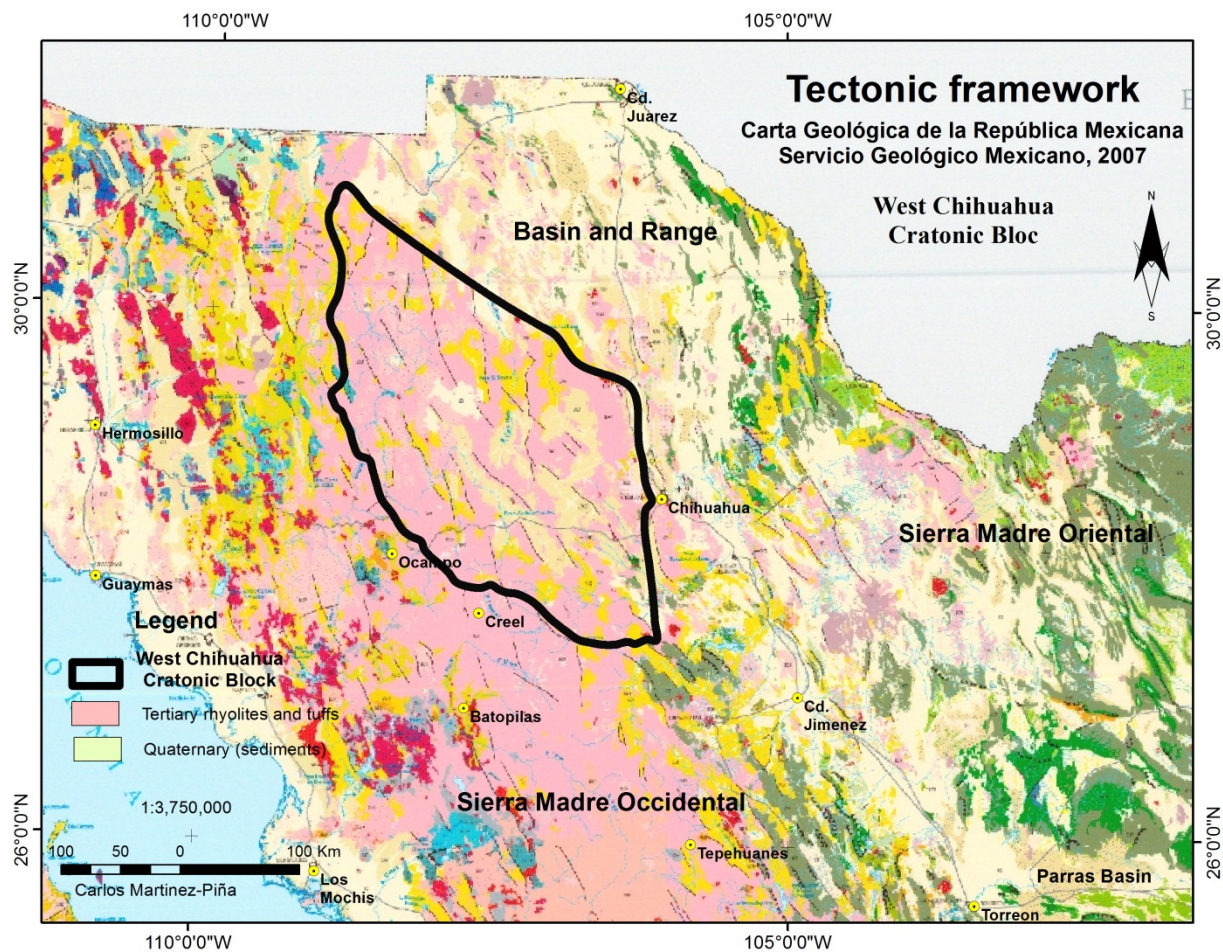 110°0'0"W
105°0'0"W
Tectonic framework
Carta Geológica de la República Mexicana
Servicio Geológico Mexicano, 2007
West Chihuahua
Cratonic Bloc
N
S
Cd.
Juarez
Basin and Range
30°0'0"N
30°0'0"N
Hermosillo
Chihuahua
Sierra Madre Oriental
Ocampo
Guaymas
Creel
Legend
West Chihuahua
Cratonic Block
Tertiary rhyolites and tuffs
Quaternary (sediments)
Batopilas
Cd.
Jimenez
Sierra Madre Occidental
1:3,750,000
26°0'0"N
26°0'0"N
100 50 0 100 Km
Carlos Martinez-Piña
Los
Mochis
Tepehuanes
Parras Basin
Torreon
110°0'0"W
105°0'0"W